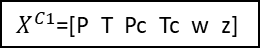 X^{C1}=[P T Pc Tc w z]